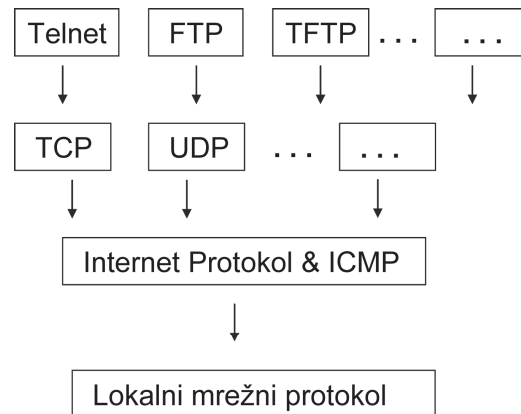 Telnet FTP TFTP ... ...
TCP UDP ... ...
Internet Protokol & ICMP
Lokalni mrežni protokol